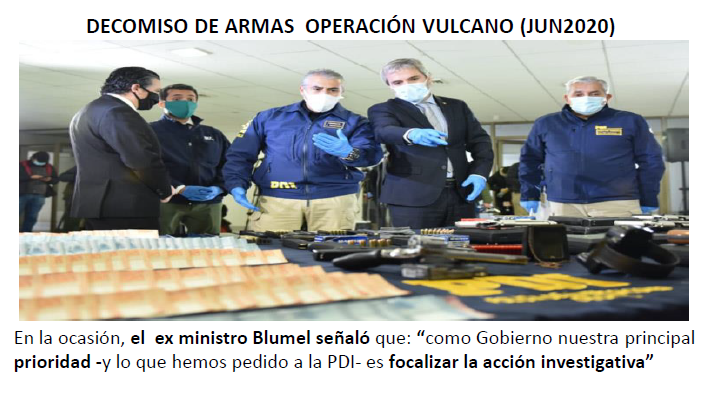 DECOMISO DE ARMAS OPERACIÓN VULCANO (JUN2020)
PDI
En la ocasión, el ex ministro Blumel señaló que: “como Gobierno nuestra principal
prioridad -y lo que hemos pedido a la PDI- es focalizar la acción investigativa”